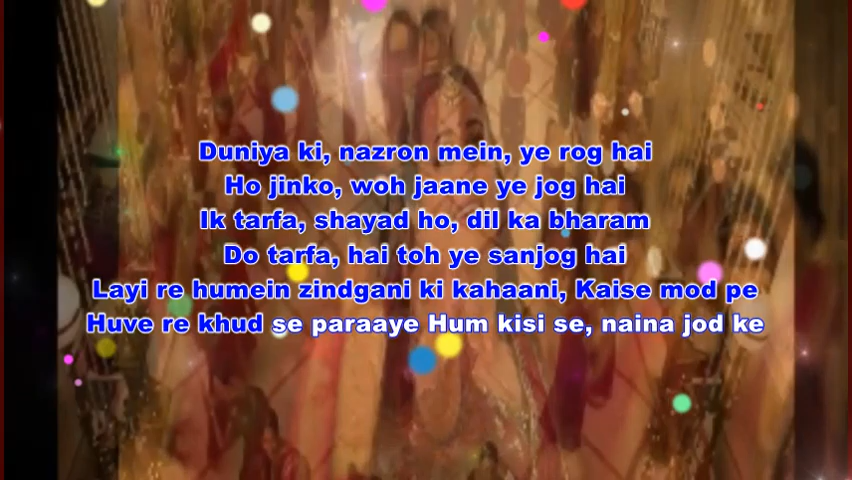 Duniya ki, nazron mein, ye rog hai
Ho jinko, woh jaane ye jog hai
Ik tarfa, shayad ho, dil ka bharam
Do tarfa, hai toh ye sanjog hai
Layi re humein zindgani ki kahaani, Kaise mod pe
Huve re khud se paraaye Hum kisi se, naina jod ke